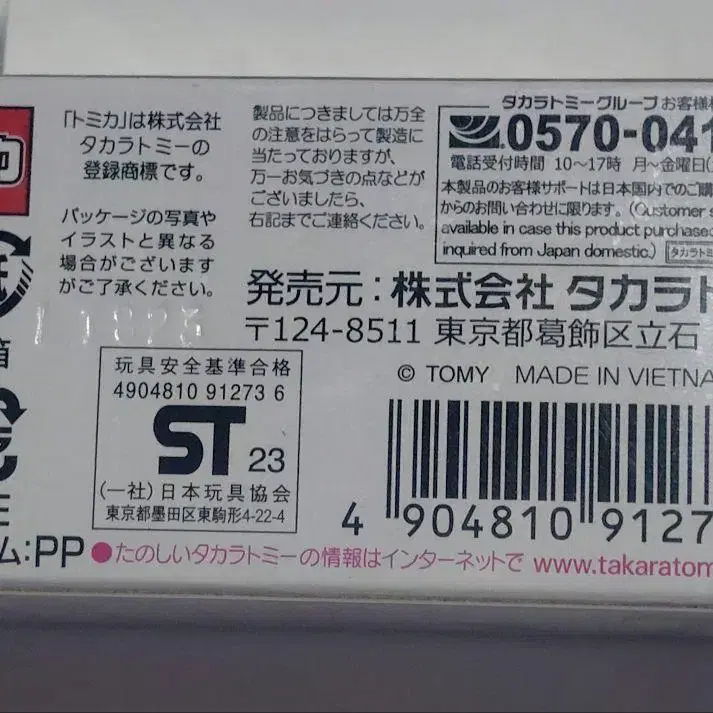 「トミカ」は株式会社
タカラトミーの
登録商標です。
パッケージの写真や
イラストと異なる
場合がございます
がご了承ください。
製品につきましては万全
の注意をはらって製造に
当たっておりますが、
万一お気づきの点などが
ございましたら、
右記までご連絡ください。
タカラトミーグループお客様
0570-041
電話受付時間 10〜17時 月〜金曜日(
本製品のお客様サポートは日本国内でのご購
からのお問い合わせに限ります。(Customer s
available in case this product purchased
inquired from Japan domestic.) タカラトミ
発売元:株式会社 タカラト
〒124-8511 東京都葛飾区立石
© TOMY MADE IN VIETNA
カ
紙
箱
玩具安全基準合格
4904810 91273 6
ST 23
(一社)日本玩具協会
東京都墨田区東駒形4-22-4
4 904810 9127
ム:PP
●たのしいタカラトミーの情報はインターネットで www.takaratom